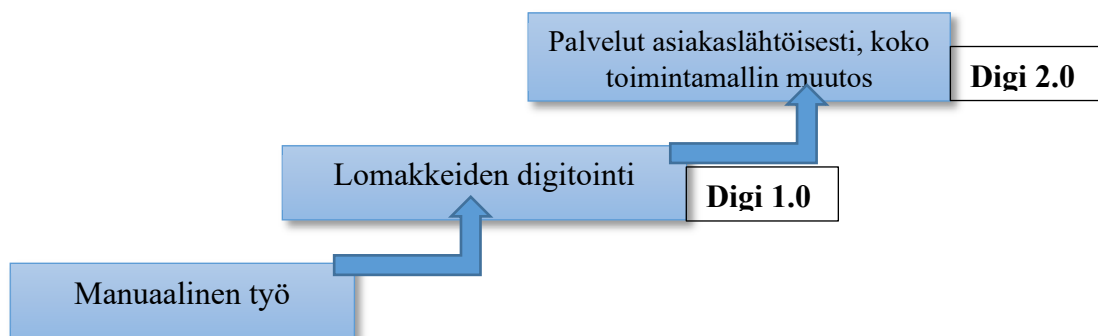 Palvelut asiakaslähtöisesti, koko
toimintamallin muutos
Digi 2.0
Lomakkeiden digitointi
Digi 1.0
Manuaalinen työ